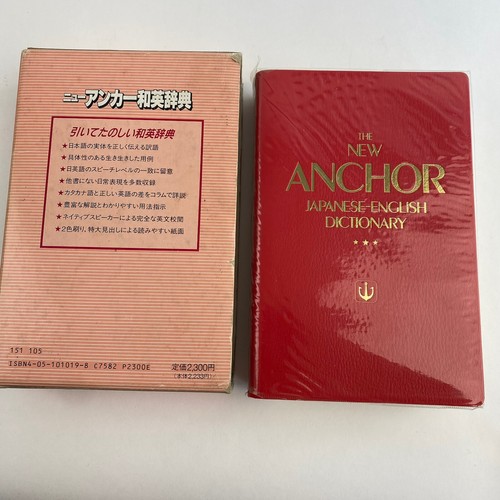 ニューアンカー和英辞典
引いてたのしい和英辞典
★日本語の実体を正しく伝える訳語
★具体性のある生き生きした用例
★日英語のスピーチレベルの一致に留意
★他書にない日常表現を多数収録
★カタカナ語と正しい英語の差をコラムで詳説
★豊富な解説とわかりやすい用法指示
★ネイティブスピーカーによる完全な英文校閲
★2色刷り,特大見出しによる読みやすい紙面
151 105
ISBN4-05-101019-8 C7582 P2300E
定価2,300円
(本体2,233円)
THE
NEW
ANCHOR
JAPANESE-ENGLISH
DICTIONARY
★★★